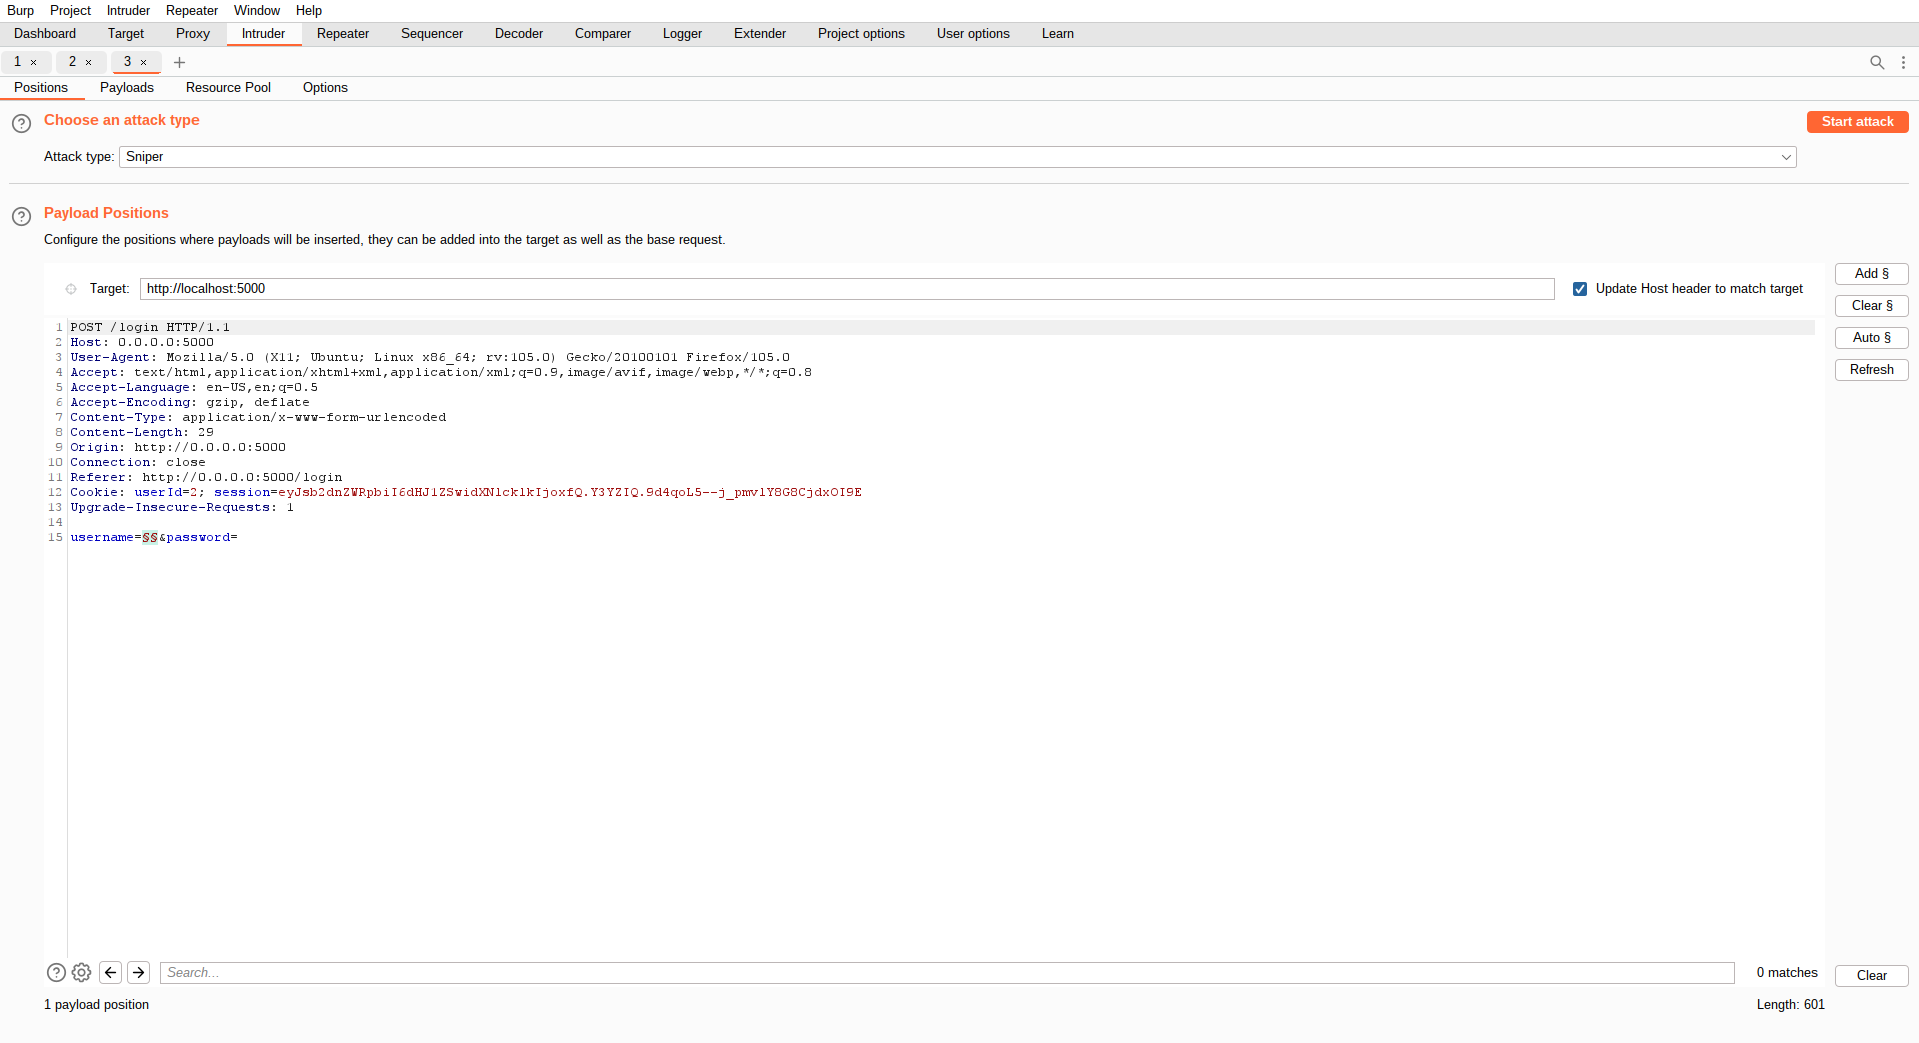 Burp Project Intruder Repeater Window Help
Dashboard Target Proxy Intruder Repeater Sequencer Decoder Comparer Logger Extender Project options User options Learn
1 × 2 × 3 × +
Positions Payloads Resource Pool Options
? Choose an attack type Start attack
Attack type: Sniper
? Payload Positions
Configure the positions where payloads will be inserted, they can be added into the target as well as the base request.
Add §
Target: http://localhost:5000 Update Host header to match target
Clear §
Auto §
Refresh
1 POST /login HTTP/1.1
2 Host: 0.0.0.0:5000
3 User-Agent: Mozilla/5.0 (X11; Ubuntu; Linux x86_64; rv:105.0) Gecko/20100101 Firefox/105.0
4 Accept: text/html,application/xhtml+xml,application/xml;q=0.9,image/avif,image/webp,*/*;q=0.8
5 Accept-Language: en-US,en;q=0.5
6 Accept-Encoding: gzip, deflate
7 Content-Type: application/x-www-form-urlencoded
8 Content-Length: 29
9 Origin: http://0.0.0.0:5000
10 Connection: close
11 Referer: http://0.0.0.0:5000/login
12 Cookie: userId=2; session=eyJsb2dnZWRpbiI6dHJ1ZSwidXNlcklkIjoxfQ.Y3YZIQ.9d4qoL5--j_pmvlY8G8CjdxOI9E
13 Upgrade-Insecure-Requests: 1
14
15 username=§§&password=
? Search... 0 matches Clear
1 payload position Length: 601